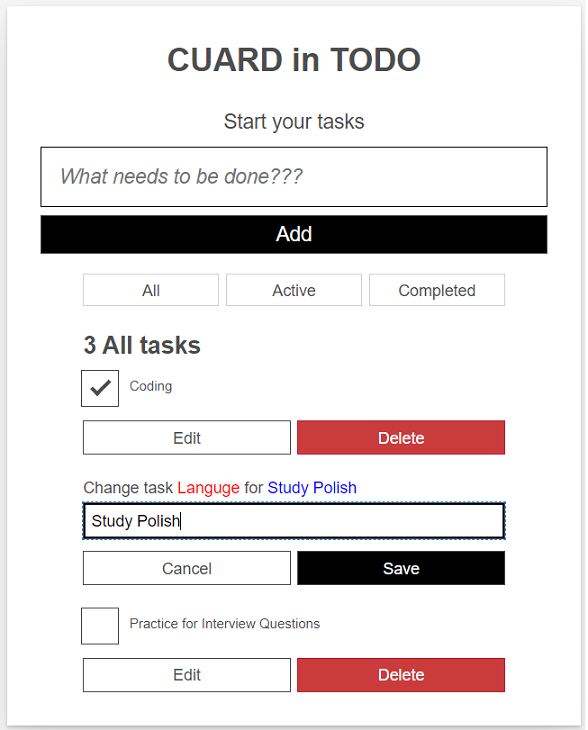 CUARD in TODO
Start your tasks
What needs to be done???
Add
All Active Completed
3 All tasks
Coding
Edit Delete
Change task Languge for Study Polish
Study Polish
Cancel Save
Practice for Interview Questions
Edit Delete